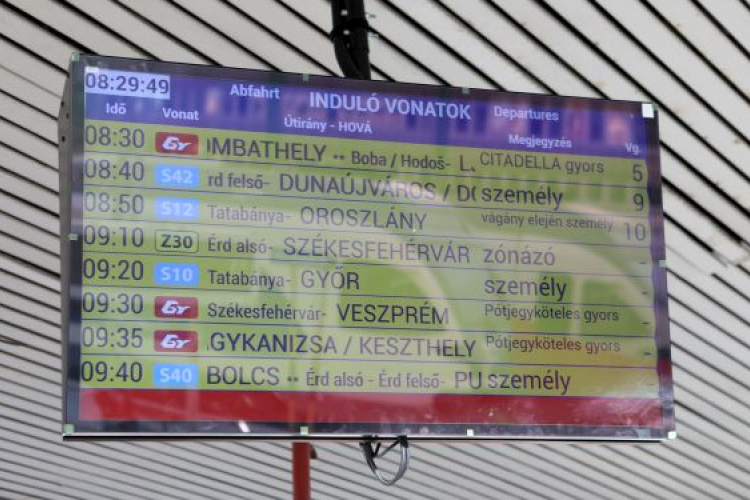 08:29:49 Abfahrt INDULÓ VONATOK Departures
Idő Vonat Útirány - HOVÁ Megjegyzés Vg.
08:30 GY MBATHELY •• Boba / Hodoš- L CITADELLA gyors 5
08:40 S42 rd felső- DUNAÚJVÁROS / D személy 9
08:50 S12 Tatabánya- OROSZLÁNY vágány elején személy 10
09:10 Z30 Érd alsó- SZÉKESFEHÉRVÁR zónázó -
09:20 S10 Tatabánya- GYŐR személy -
09:30 GY Székesfehérvár- VESZPRÉM Pótjegyköteles gyors -
09:35 GY GYKANIZSA / KESZTHELY Pótjegyköteles gyors -
09:40 S40 BOLCS •• Érd alsó - Érd felső- PU személy -